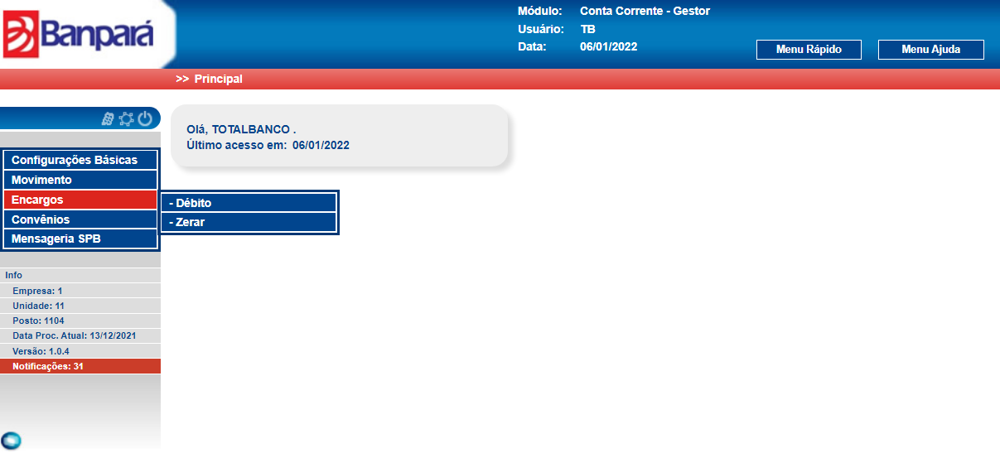 Banpará
Módulo: Conta Corrente - Gestor
Usuário: TB
Data: 06/01/2022
Menu Rápido
Menu Ajuda
>> Principal
Olá, TOTALBANCO .
Último acesso em: 06/01/2022
Configurações Básicas
Movimento
Encargos
- Débito
- Zerar
Convênios
Mensageria SPB
Info
Empresa: 1
Unidade: 11
Posto: 1104
Data Proc. Atual: 13/12/2021
Versão: 1.0.4
Notificações: 31